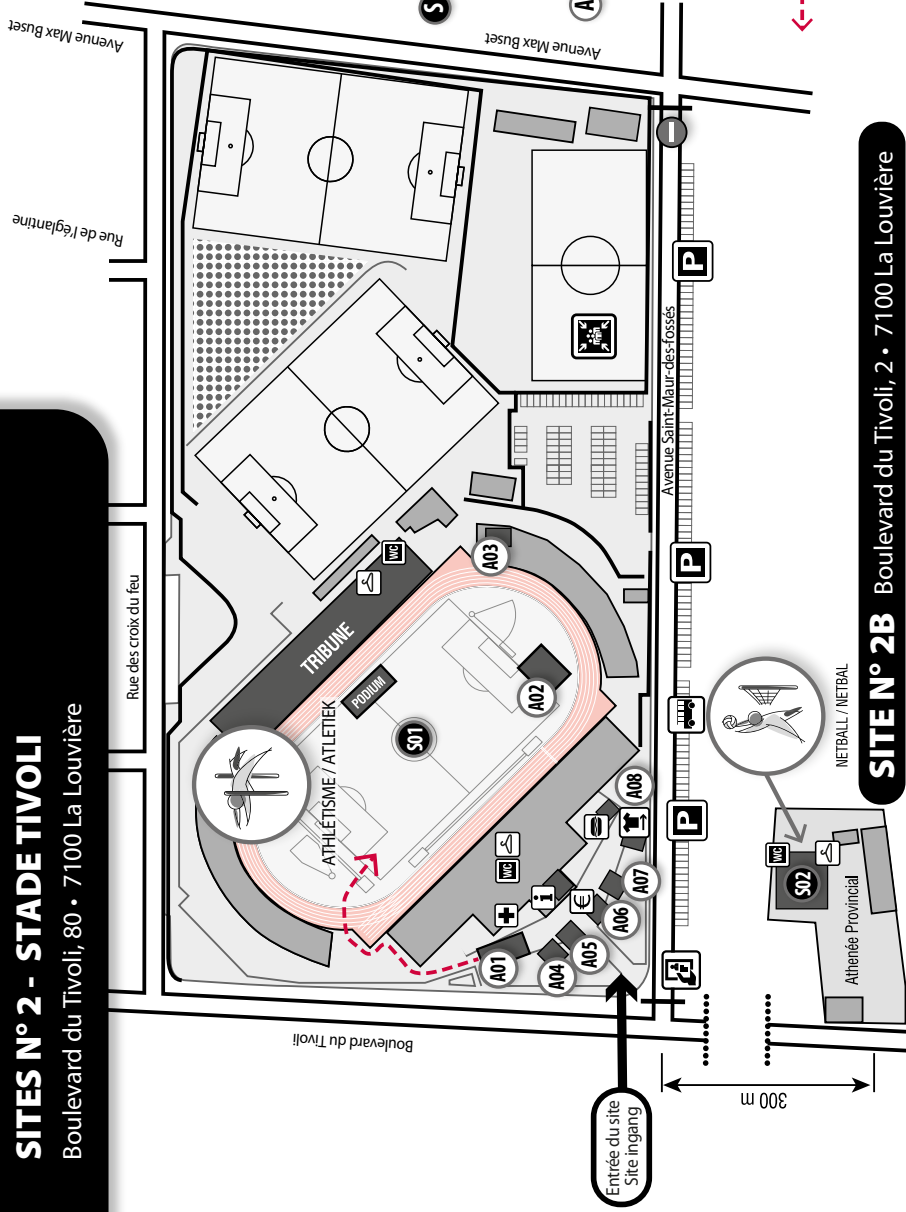 SITES N° 2 - STADE TIVOLI
Boulevard du Tivoli, 80 • 7100 La Louvière
Rue des croix du feu
Rue de l'églantine
Avenue Max Buset
Avenue Max Buset
S
A
TRIBUNE
WC
PODIUM
ATHLÉTISME / ATLETIEK
S01
A03
A02
WC
i
€
A01
A04
A05
A06
A07
A08
Boulevard du Tivoli
Entrée du site
Site ingang
Avenue Saint-Maur-des-fossés
P
P
P
300 m
WC
S02
Athenée Provincial
NETBALL / NETBAL
SITE N° 2B Boulevard du Tivoli, 2 • 7100 La Louvière